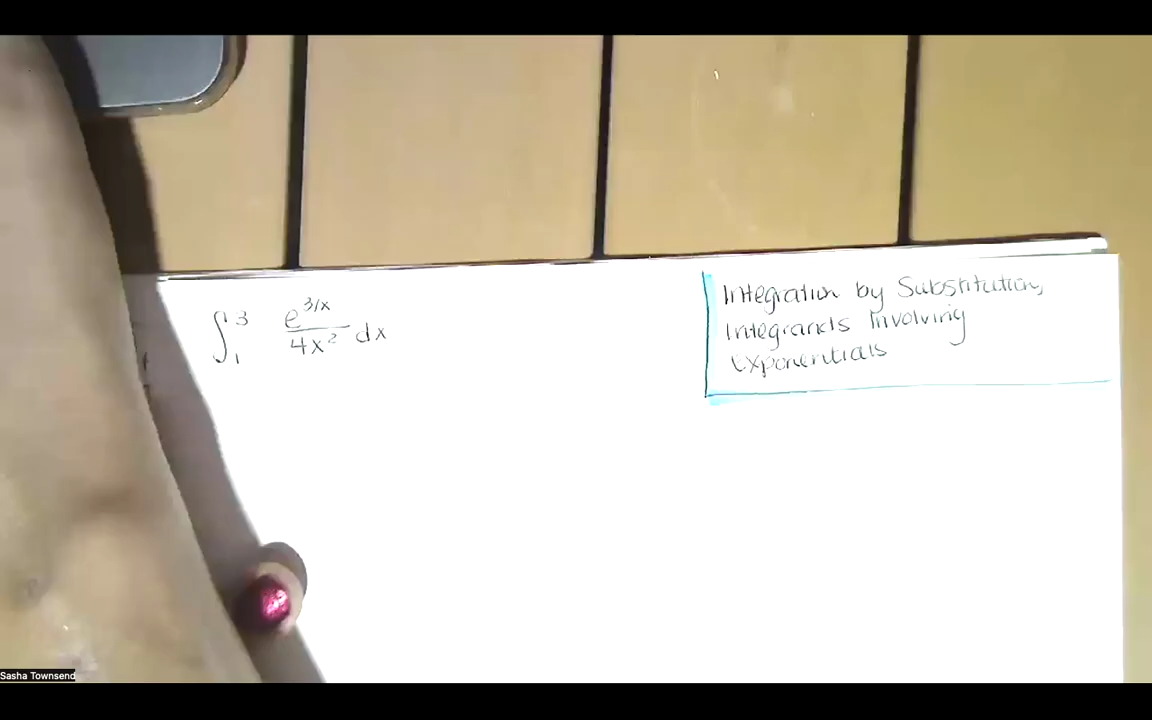 ∫₁³ e^{3/x} / 4x² dx
Integration by Substitution,
Integrands Involving
Exponentials
Sasha Townsend